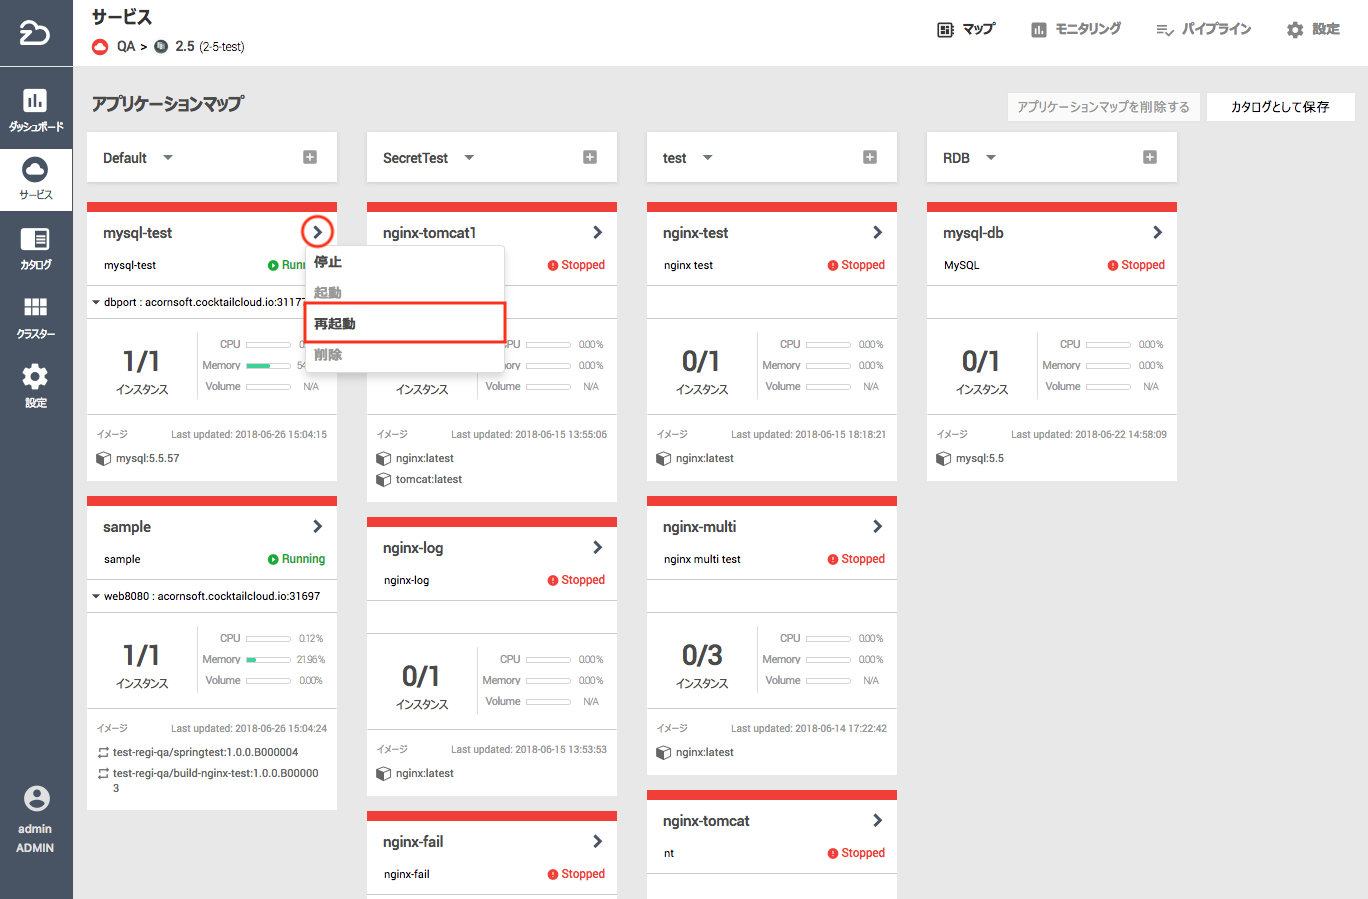 サービス
QA > 2.5 (2-5-test)
マップ
モニタリング
パイプライン
設定
ダッシュボード
サービス
カタログ
クラスター
設定
admin
ADMIN
アプリケーションマップ
アプリケーションマップを削除する
カタログとして保存
Default
SecretTest
test
RDB
mysql-test
mysql-test
Runn
停止
起動
再起動
削除
dbport : acornsoft.cocktailcloud.io:31177
1/1
インスタンス
CPU
Memory
Volume N/A
イメージ Last updated: 2018-06-26 15:04:15
mysql:5.5.57
sample
sample Running
web8080 : acornsoft.cocktailcloud.io:31697
1/1
インスタンス
CPU 0.12%
Memory 21.96%
Volume 0.00%
イメージ Last updated: 2018-06-26 15:04:24
test-regi-qa/springtest:1.0.0.B000004
test-regi-qa/build-nginx-test:1.0.0.B00000
3
nginx-tomcat1
Stopped
インスタンス
0.00%
0.00%
Volume N/A
イメージ Last updated: 2018-06-15 13:55:06
nginx:latest
tomcat:latest
nginx-log
nginx-log Stopped
0/1
インスタンス
CPU 0.00%
Memory 0.00%
Volume N/A
イメージ Last updated: 2018-06-15 13:53:53
nginx:latest
nginx-fail
nginx-fail Stopped
nginx-test
nginx test Stopped
0/1
インスタンス
CPU 0.00%
Memory 0.00%
Volume N/A
イメージ Last updated: 2018-06-15 18:18:21
nginx:latest
nginx-multi
nginx multi test Stopped
0/3
インスタンス
CPU 0.00%
Memory 0.00%
Volume N/A
イメージ Last updated: 2018-06-14 17:22:42
nginx:latest
nginx-tomcat
nt Stopped
mysql-db
MySQL Stopped
0/1
インスタンス
CPU 0.00%
Memory 0.00%
Volume N/A
イメージ Last updated: 2018-06-22 14:58:09
mysql:5.5